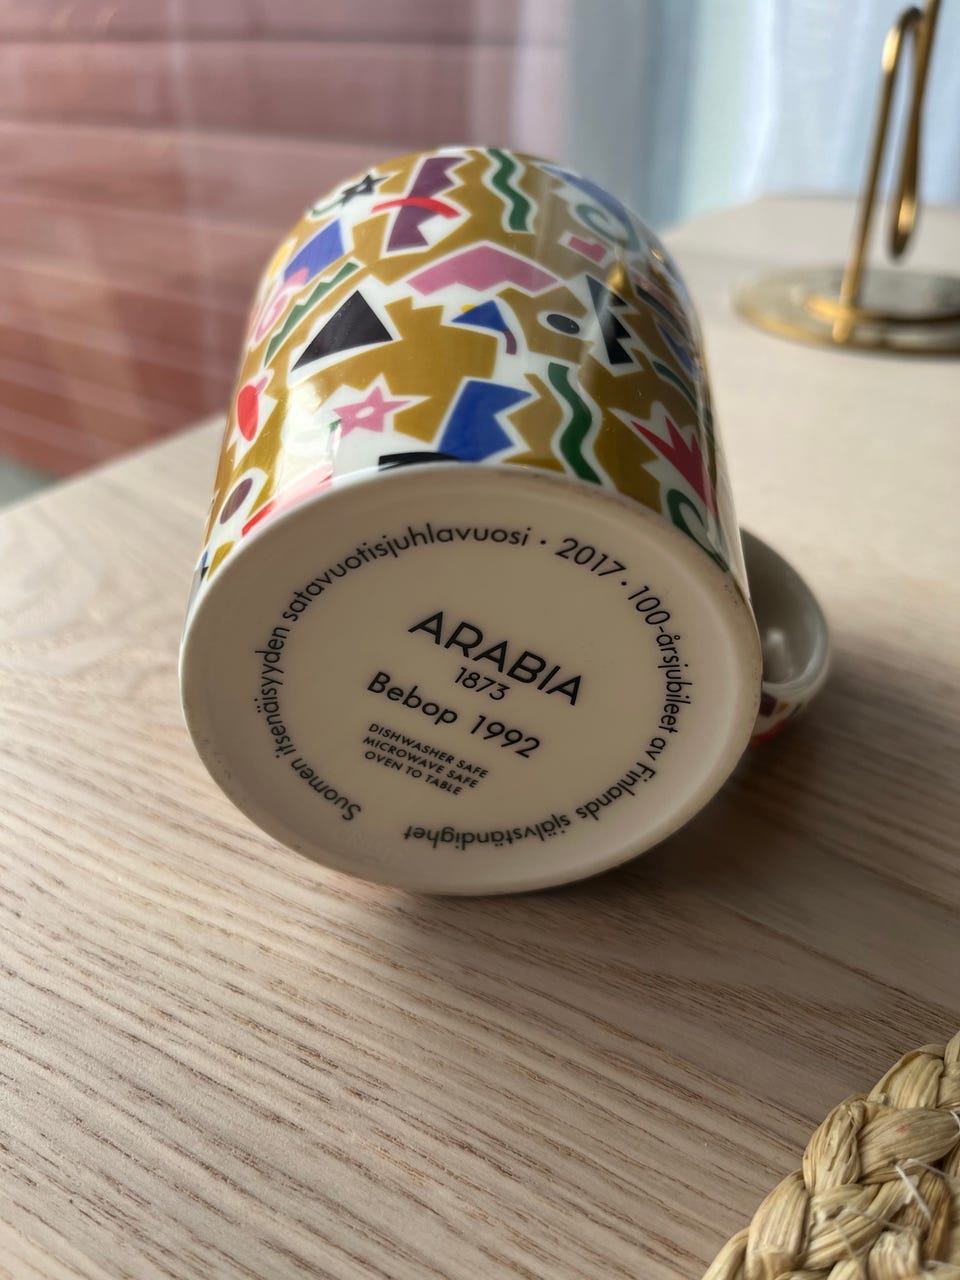 Suomen itsenäisyyden satavuotisjuhlavuosi · 2017 · 100-årsjubileet av Finlands självständighet
ARABIA
1873
Bebop 1992
DISHWASHER SAFE
MICROWAVE SAFE
OVEN TO TABLE